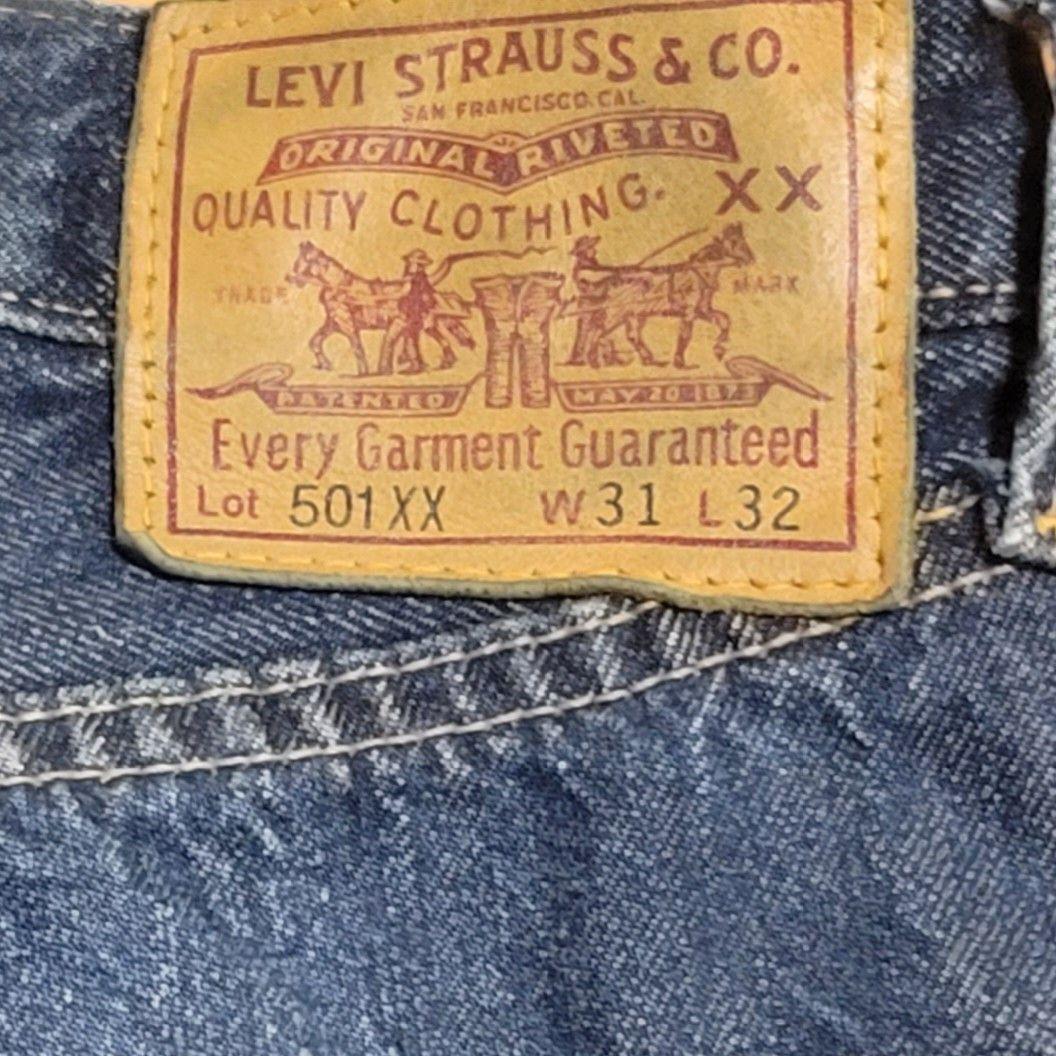 LEVI STRAUSS & CO.
SAN FRANCISCO, CAL.
ORIGINAL RIVETED
QUALITY CLOTHING. XX
TRADE MARK
PATENTED MAY 20 1873
Every Garment Guaranteed
Lot 501XX W31 L32